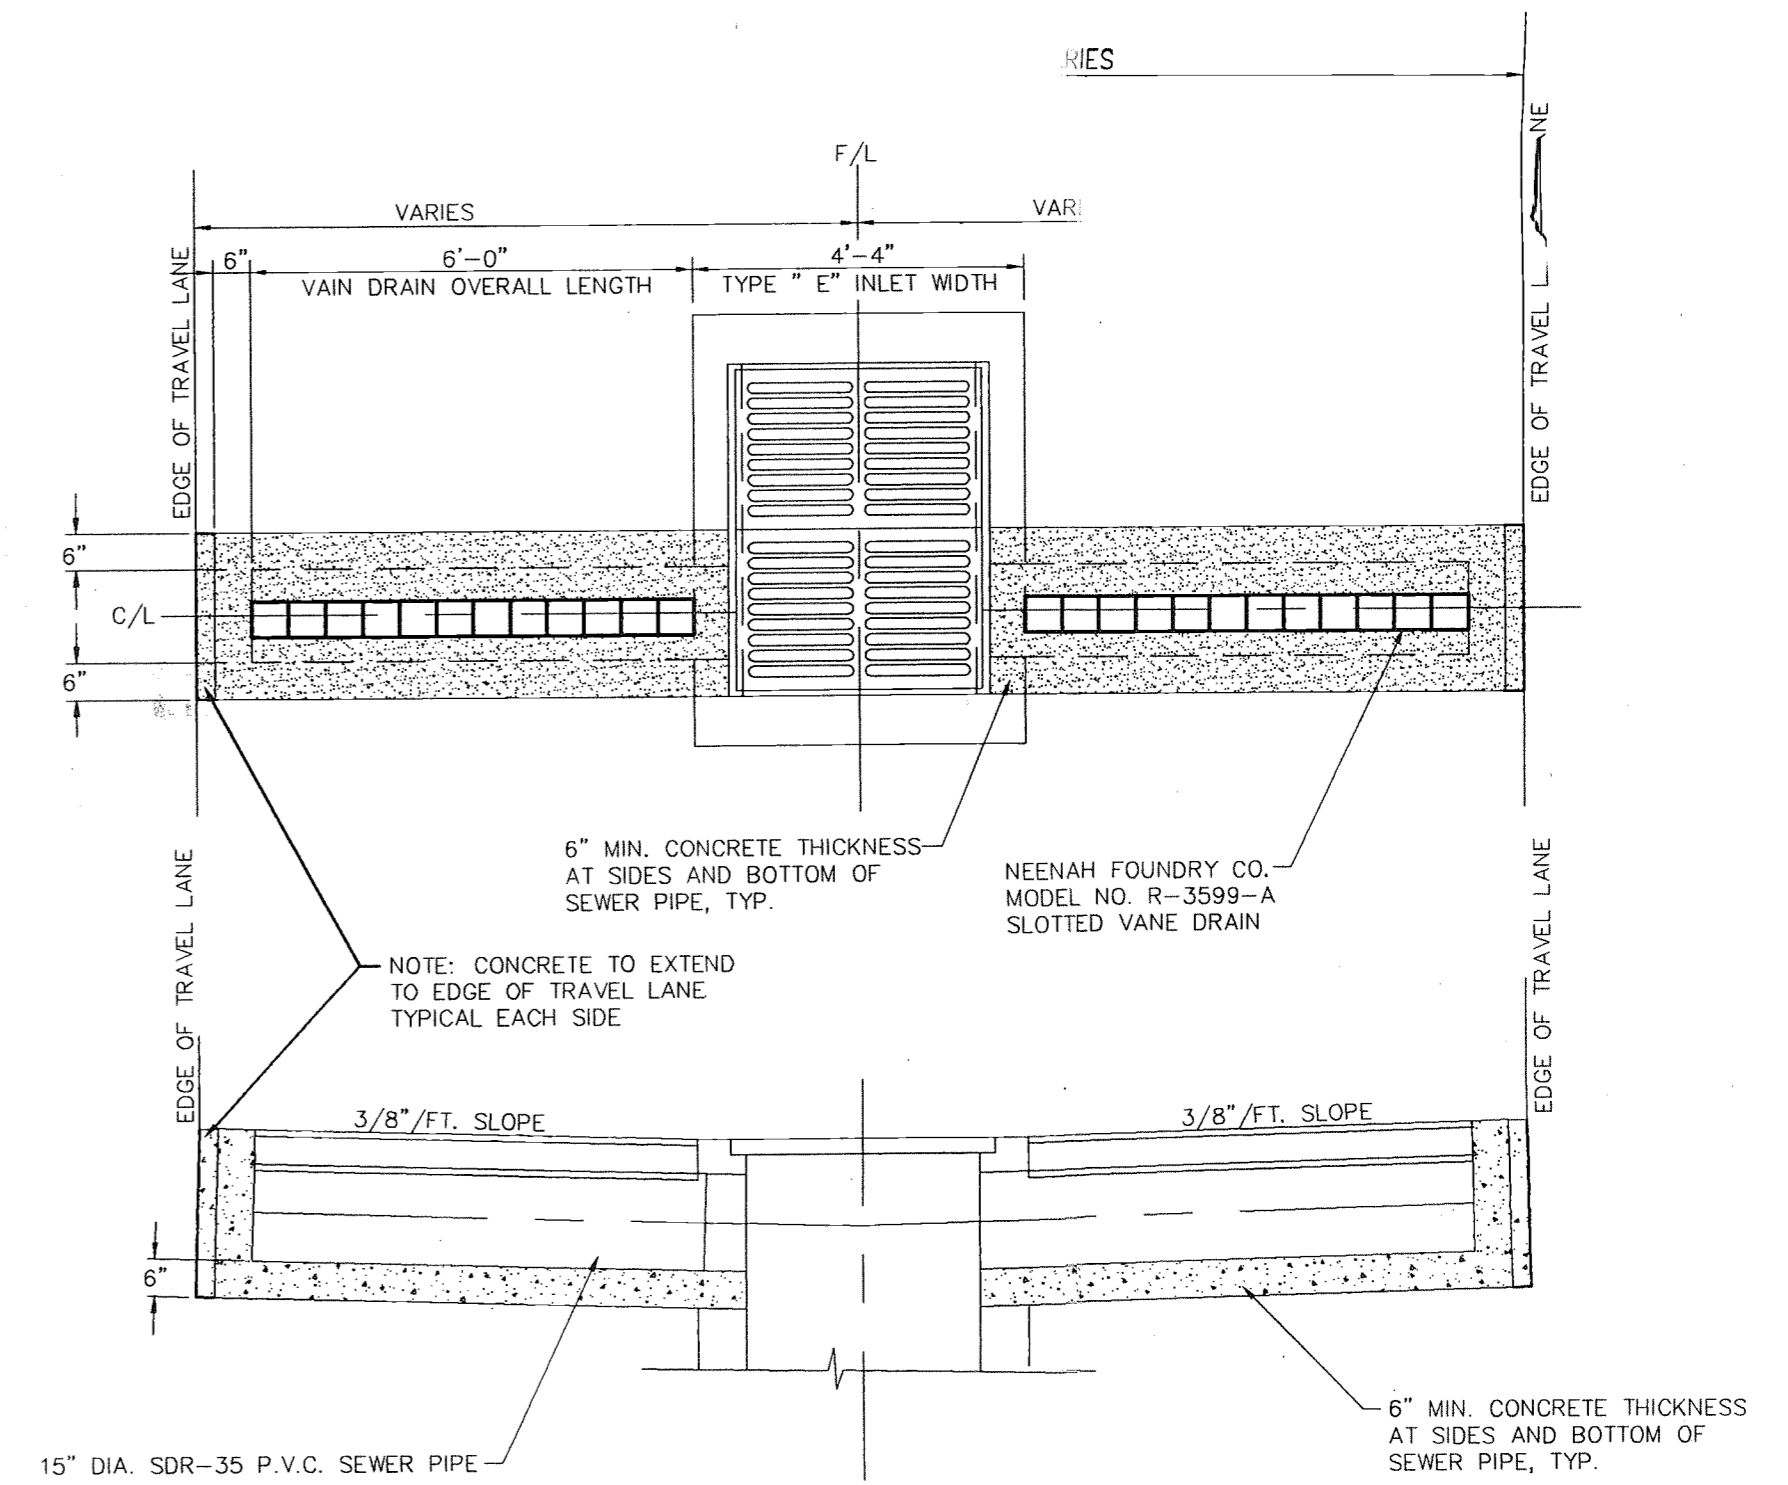 RIES
F/L
VARIES
VARI
6" 6'-0" 4'-4"
VAIN DRAIN OVERALL LENGTH
TYPE " E" INLET WIDTH
EDGE OF TRAVEL LANE
EDGE OF TRAVEL L NE
6"
C/L
6"
6" MIN. CONCRETE THICKNESS
AT SIDES AND BOTTOM OF
SEWER PIPE, TYP.
NEENAH FOUNDRY CO.
MODEL NO. R-3599-A
SLOTTED VANE DRAIN
NOTE: CONCRETE TO EXTEND
TO EDGE OF TRAVEL LANE
TYPICAL EACH SIDE
EDGE OF TRAVEL LANE
EDGE OF TRAVEL LANE
3/8"/FT. SLOPE
3/8"/FT. SLOPE
6"
15" DIA. SDR-35 P.V.C. SEWER PIPE
6" MIN. CONCRETE THICKNESS
AT SIDES AND BOTTOM OF
SEWER PIPE, TYP.